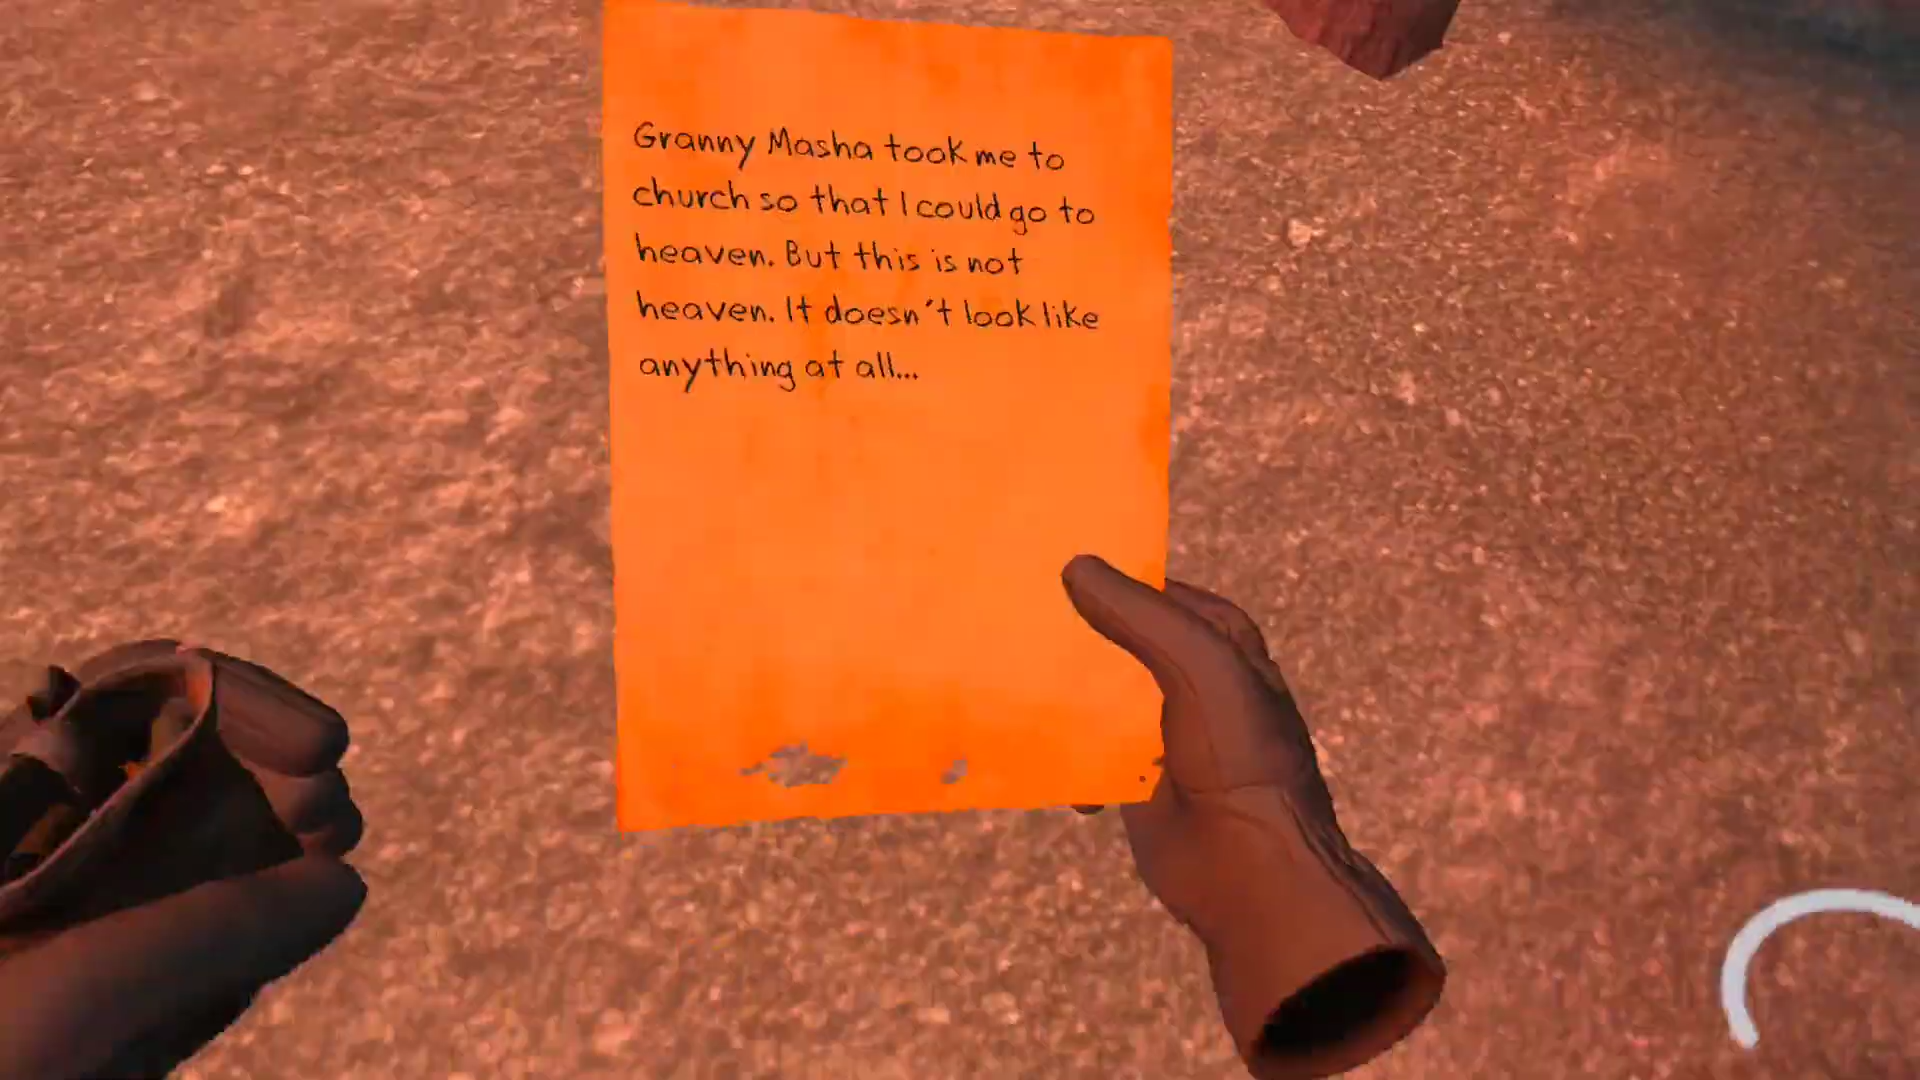 Granny Masha took me to
church so that I could go to
heaven. But this is not
heaven. It doesn't look like
anything at all...